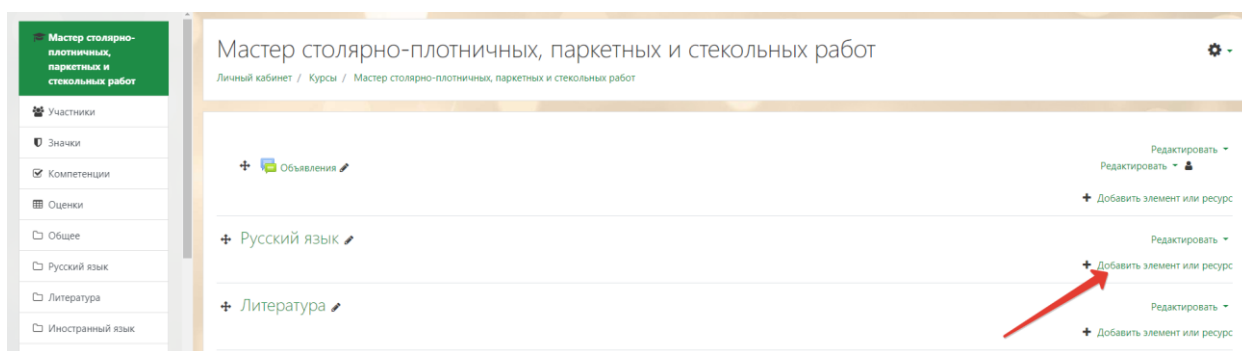 Мастер столярно-
плотничных,
паркетных и
стекольных работ
Участники
Значки
Компетенции
Оценки
Общее
Русский язык
Литература
Иностранный язык
Мастер столярно-плотничных, паркетных и стекольных работ
Личный кабинет / Курсы / Мастер столярно-плотничных, паркетных и стекольных работ
Объявления
Редактировать
Редактировать
Добавить элемент или ресурс
Русский язык
Редактировать
Добавить элемент или ресурс
Литература
Редактировать
Добавить элемент или ресурс